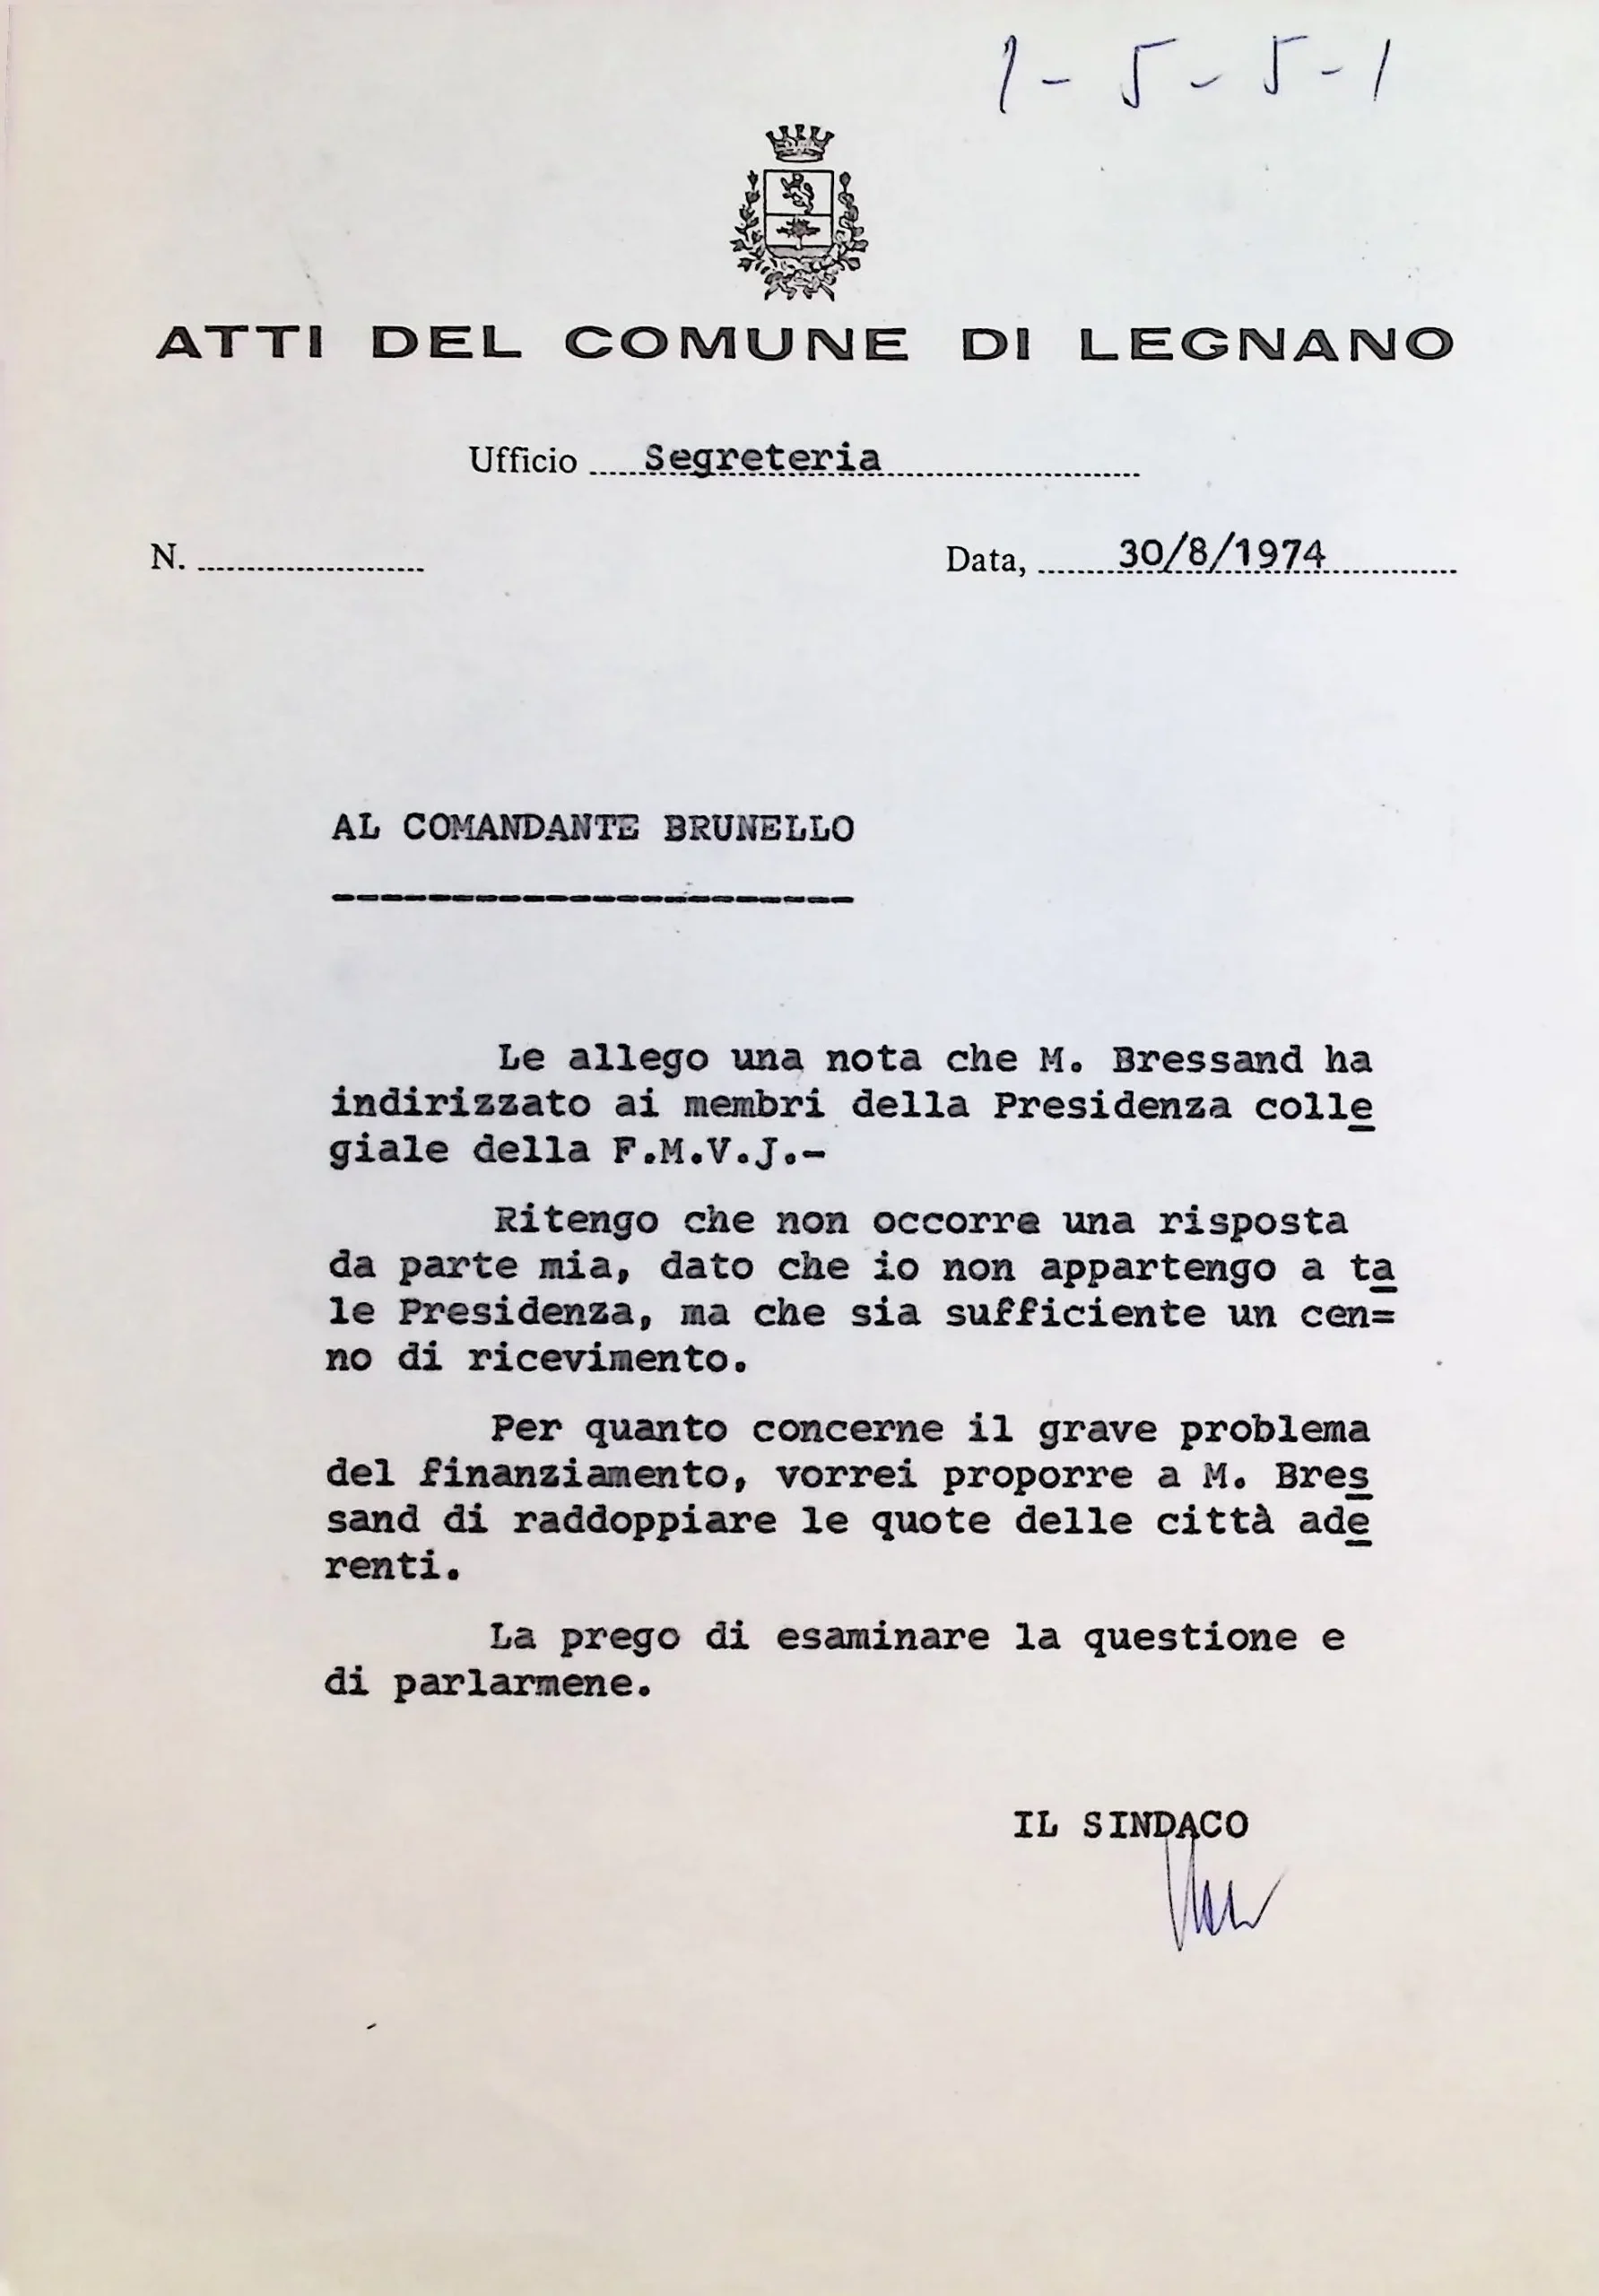 1-5-5-1
ATTI DEL COMUNE DI LEGNANO
Ufficio Segreteria
N. Data, 30/8/1974
AL COMANDANTE BRUNELLO
Le allego una nota che M. Bressand ha
indirizzato ai membri della Presidenza colle
giale della F.M.V.J.-
Ritengo che non occorra una risposta
da parte mia, dato che io non appartengo a ta
le Presidenza, ma che sia sufficiente un cen=
no di ricevimento.
Per quanto concerne il grave problema
del finanziamento, vorrei proporre a M. Bres
sand di raddoppiare le quote delle città ade
renti.
La prego di esaminare la questione e
di parlarmene.
IL SINDACO